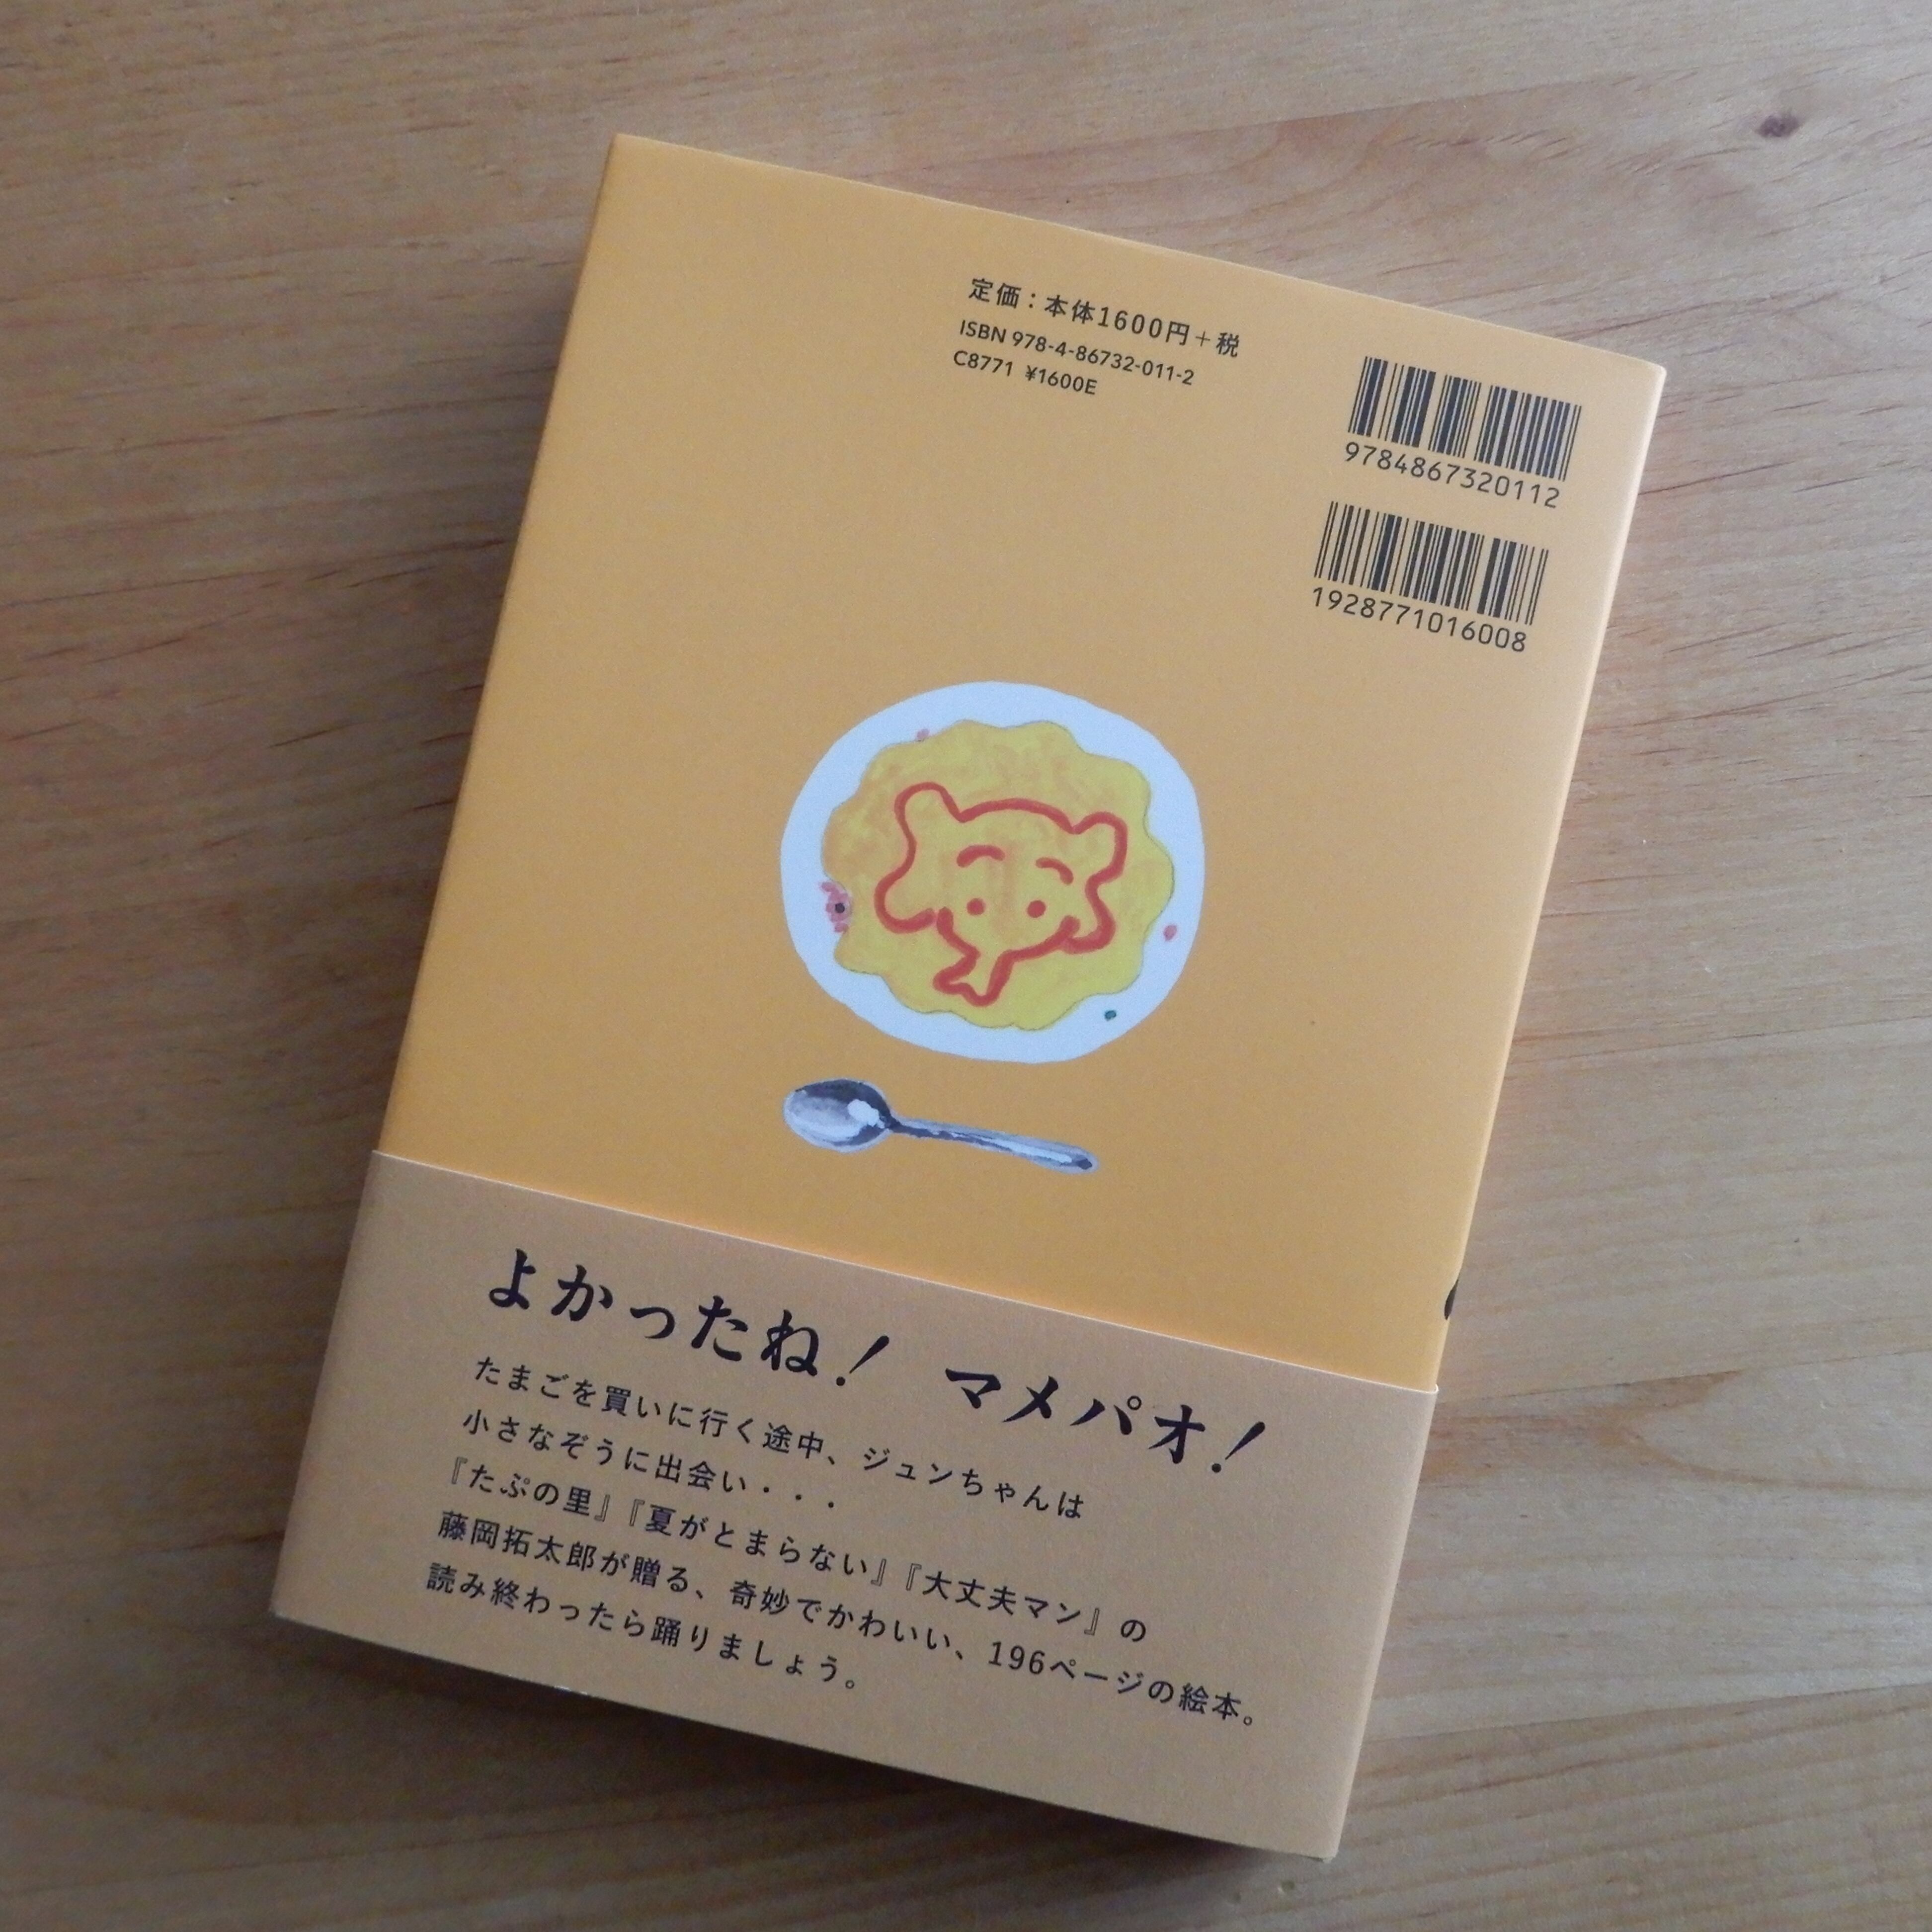 定価：本体1600円＋税
ISBN 978-4-86732-011-2
C8771 ¥1600E
9784867320112
1928771016008
よかったね！　マメパオ！
たまごを買いに行く途中、ジュンちゃんは
小さなぞうに出会い・・・
『たぷの里』『夏がとまらない』『大丈夫マン』の
藤岡拓太郎が贈る、奇妙でかわいい、196ページの絵本。
読み終わったら踊りましょう。